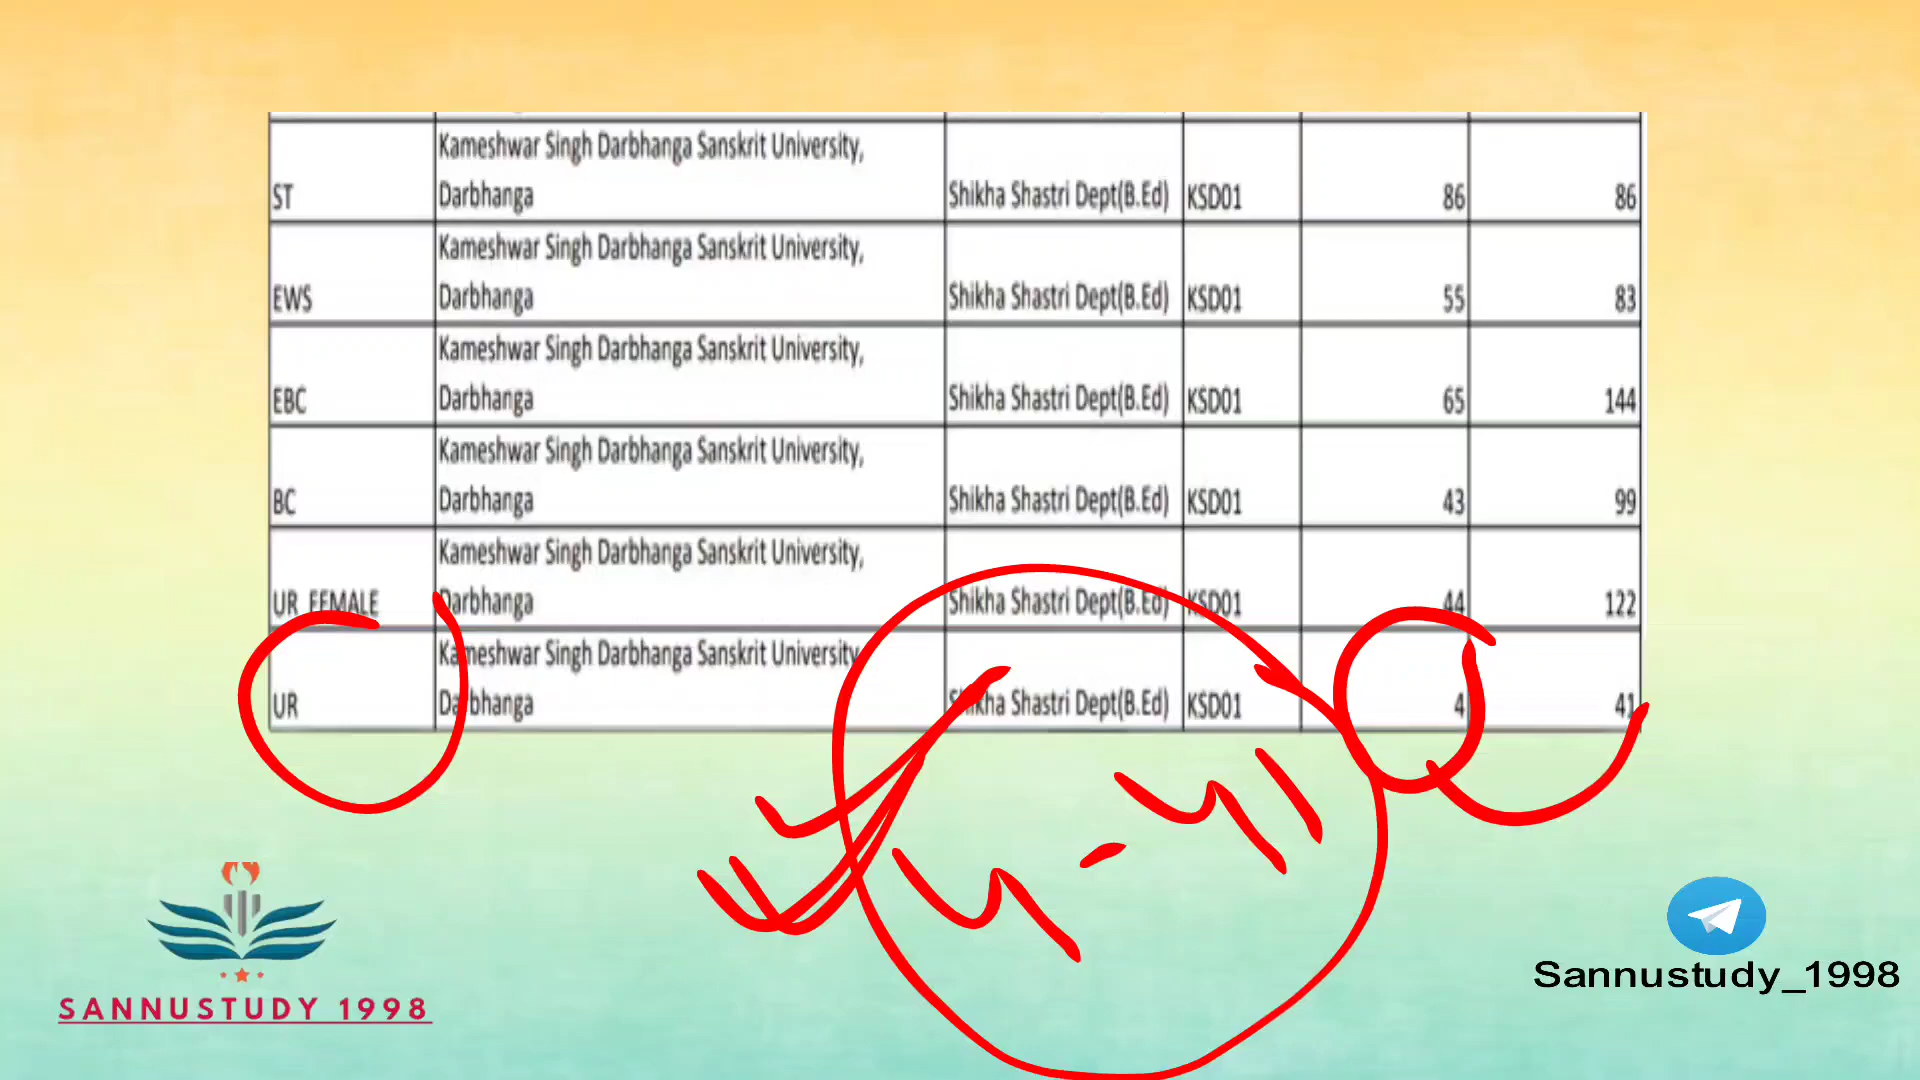 Kameshwar Singh Darbhanga Sanskrit University,
ST Darbhanga Shikha Shastri Dept(B.Ed) KSD01 86 86
Kameshwar Singh Darbhanga Sanskrit University,
EWS Darbhanga Shikha Shastri Dept(B.Ed) KSD01 55 83
Kameshwar Singh Darbhanga Sanskrit University,
EBC Darbhanga Shikha Shastri Dept(B.Ed) KSD01 65 144
Kameshwar Singh Darbhanga Sanskrit University,
BC Darbhanga Shikha Shastri Dept(B.Ed) KSD01 43 99
Kameshwar Singh Darbhanga Sanskrit University,
UR FEMALE Darbhanga Shikha Shastri Dept(B.Ed) KSD01 44 122
Kameshwar Singh Darbhanga Sanskrit University,
UR Darbhanga Shikha Shastri Dept(B.Ed) KSD01 4 41
4 - 41
SANNUSTUDY 1998
Sannustudy_1998